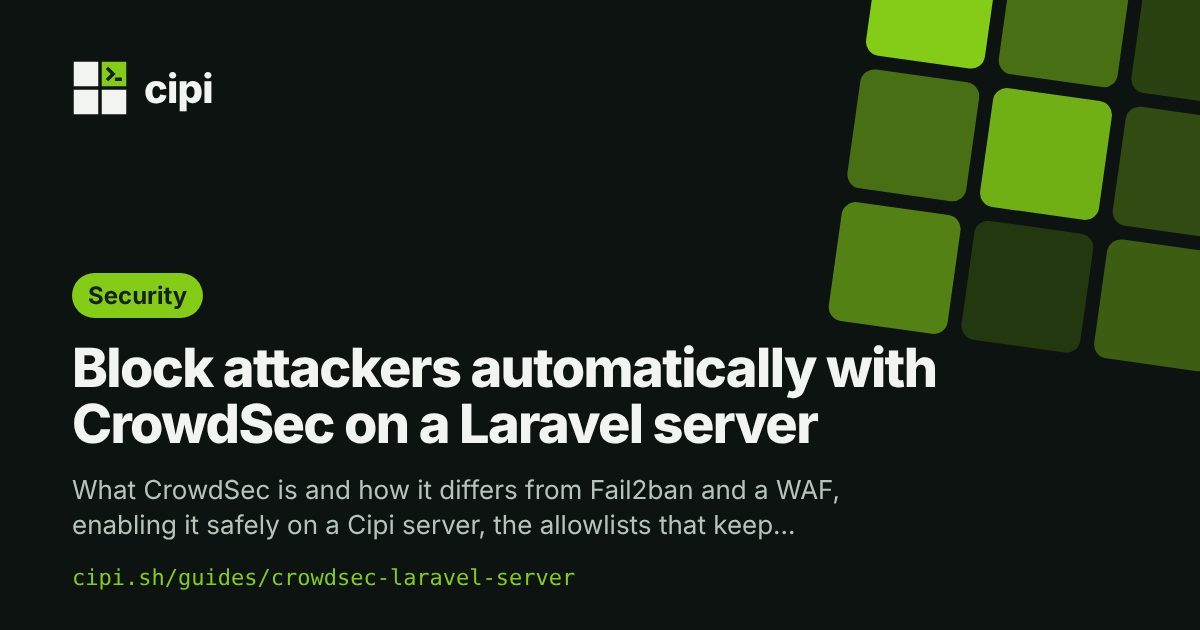 cipi
Security
Block attackers automatically with
CrowdSec on a Laravel server
What CrowdSec is and how it differs from Fail2ban and a WAF,
enabling it safely on a Cipi server, the allowlists that keep...
cipi.sh/guides/crowdsec-laravel-server